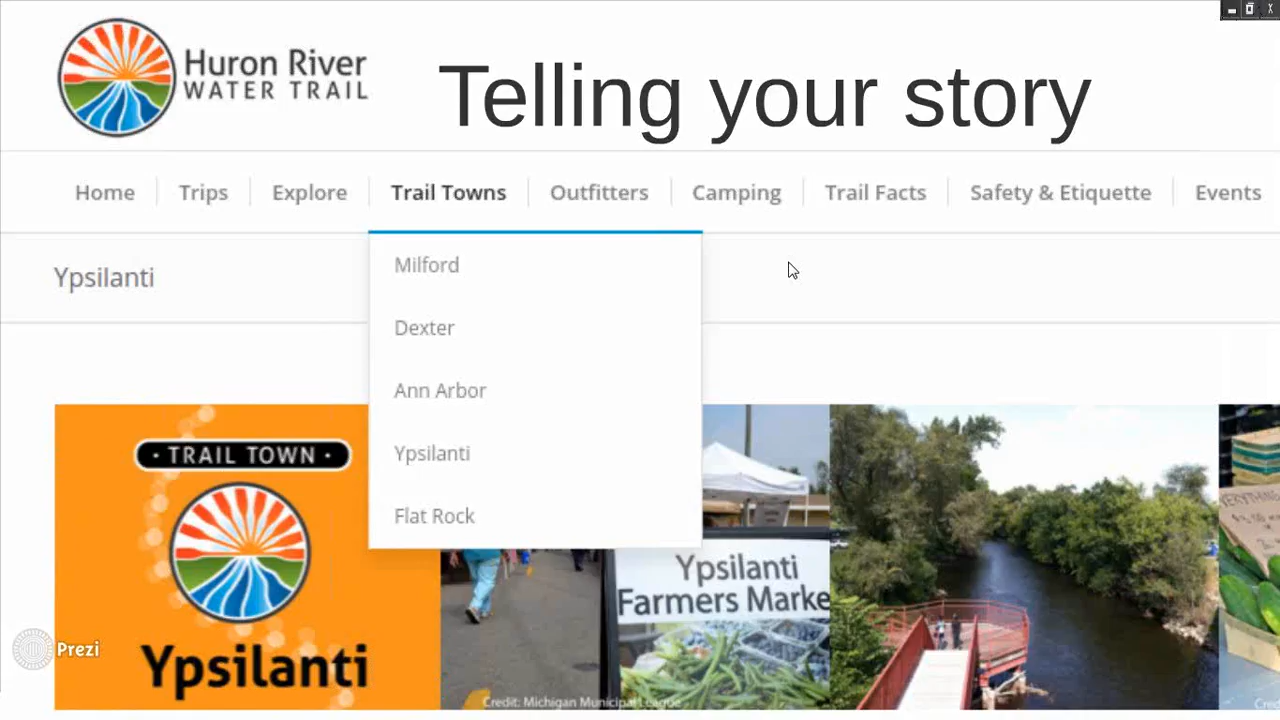 Huron River
WATER TRAIL
Telling your story
Home
Trips
Explore
Trail Towns
Outfitters
Camping
Trail Facts
Safety & Etiquette
Events
Ypsilanti
Milford
Dexter
Ann Arbor
Ypsilanti
Flat Rock
• TRAIL TOWN •
Ypsilanti
Ypsilanti
Farmers Marke
Credit: Michigan Municipal League
Prezi